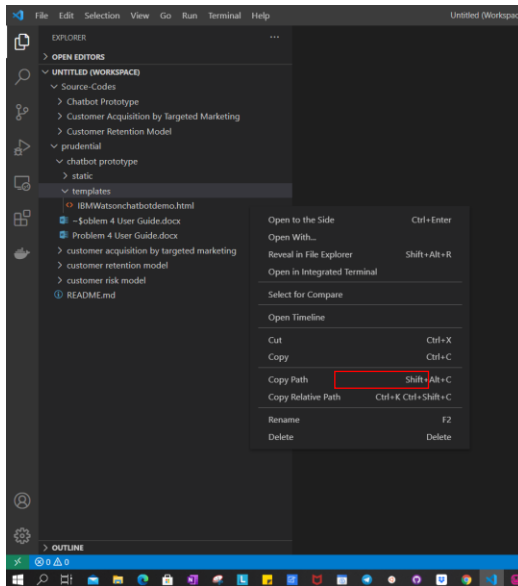 File Edit Selection View Go Run Terminal Help
Untitled (Workspac
EXPLORER
OPEN EDITORS
UNTITLED (WORKSPACE)
Source-Codes
Chatbot Prototype
Customer Acquisition by Targeted Marketing
Customer Retention Model
prudential
chatbot prototype
static
templates
IBMWatsonchatbotdemo.html
~$oblem 4 User Guide.docx
Problem 4 User Guide.docx
customer acquisition by targeted marketing
customer retention model
customer risk model
README.md
Open to the Side Ctrl+Enter
Open With...
Reveal in File Explorer Shift+Alt+R
Open in Integrated Terminal
Select for Compare
Open Timeline
Cut Ctrl+X
Copy Ctrl+C
Copy Path Shift+Alt+C
Copy Relative Path Ctrl+K Ctrl+Shift+C
Rename F2
Delete Delete
OUTLINE
0 0